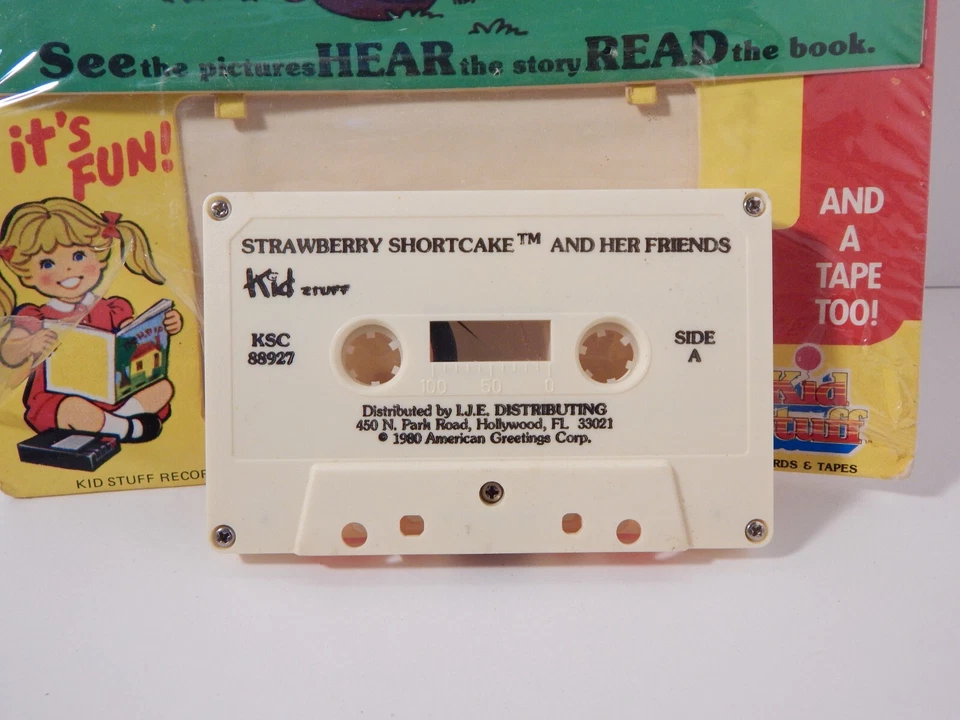 See the pictures HEAR the story READ the book.
it's
FUN!
AND
A
TAPE
TOO!
STRAWBERRY SHORTCAKE™ AND HER FRIENDS
Kid STUFF
KSC
88927
SIDE
A
100 50 0
Distributed by I.J.E. DISTRIBUTING
450 N. Park Road, Hollywood, FL 33021
© 1980 American Greetings Corp.
Kid
Stuff™
KID STUFF RECOR
RDS & TAPES